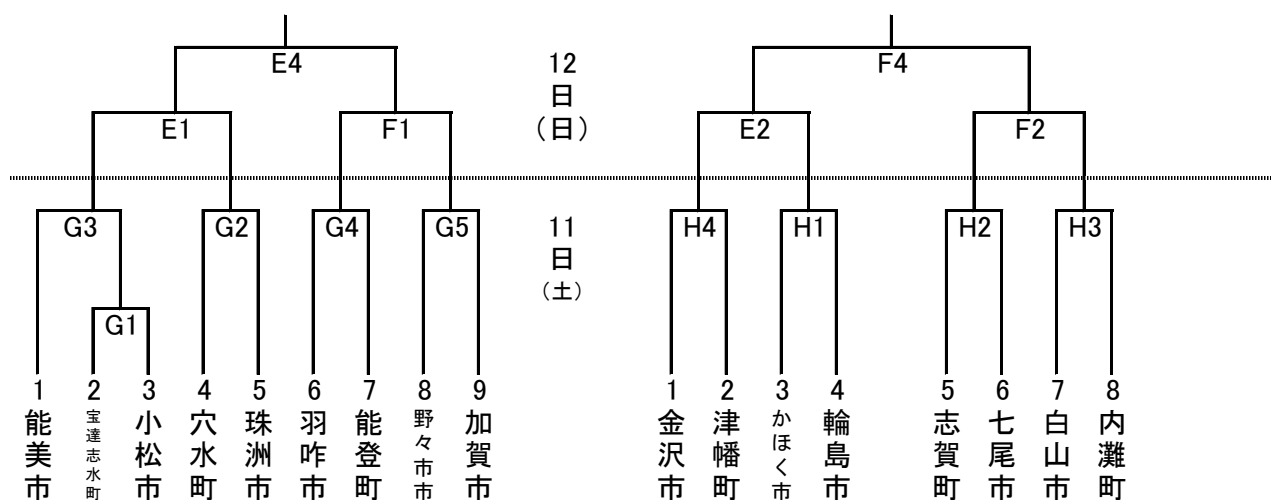 E4
F4
12
日
（日）
E1
F1
E2
F2
G3
G2
G4
G5
11
日
（土）
H4
H1
H2
H3
G1
1 能美市
2 宝達志水町
3 小松市
4 穴水町
5 珠洲市
6 羽咋市
7 能登町
8 野々市市
9 加賀市
1 金沢市
2 津幡町
3 かほく市
4 輪島市
5 志賀町
6 七尾市
7 白山市
8 内灘町